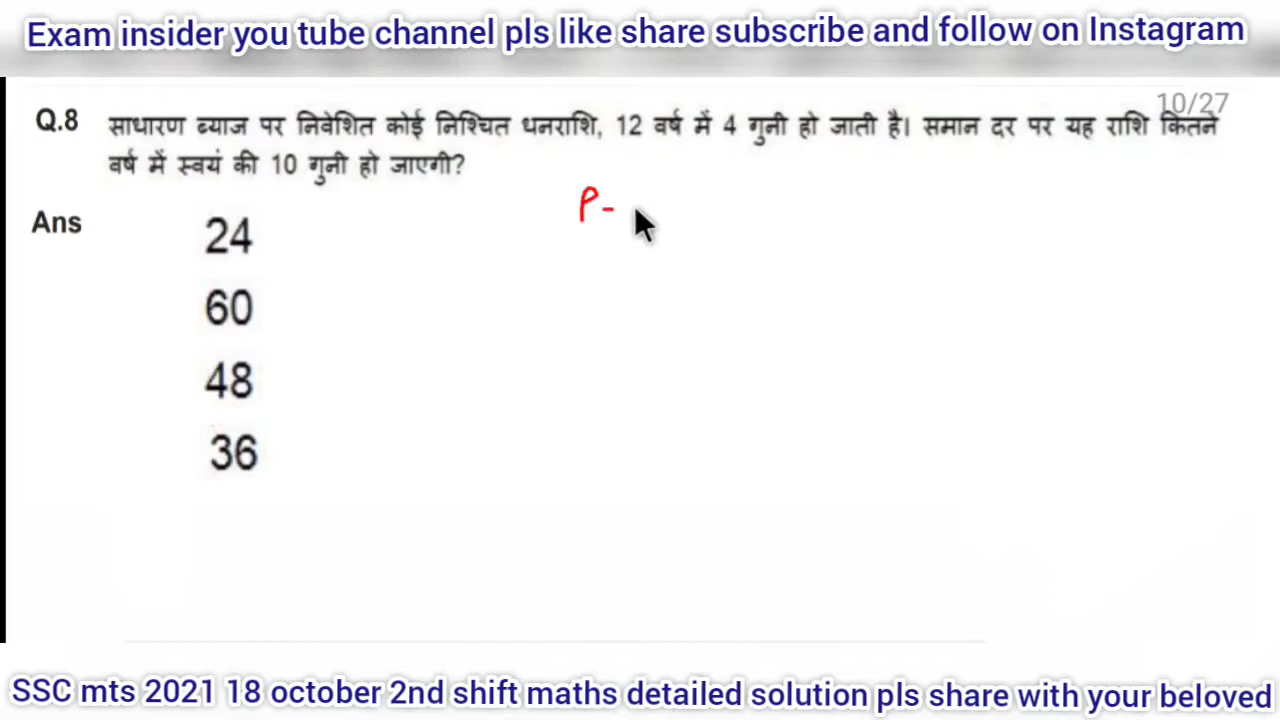 Exam insider you tube channel pls like share subscribe and follow on Instagram
10/27
Q.8 साधारण ब्याज पर निवेशित कोई निश्चित धनराशि, 12 वर्ष में 4 गुनी हो जाती है। समान दर पर यह राशि कितने
वर्ष में स्वयं की 10 गुनी हो जाएगी?
P-
Ans 24
60
48
36
SSC mts 2021 18 october 2nd shift maths detailed solution pls share with your beloved